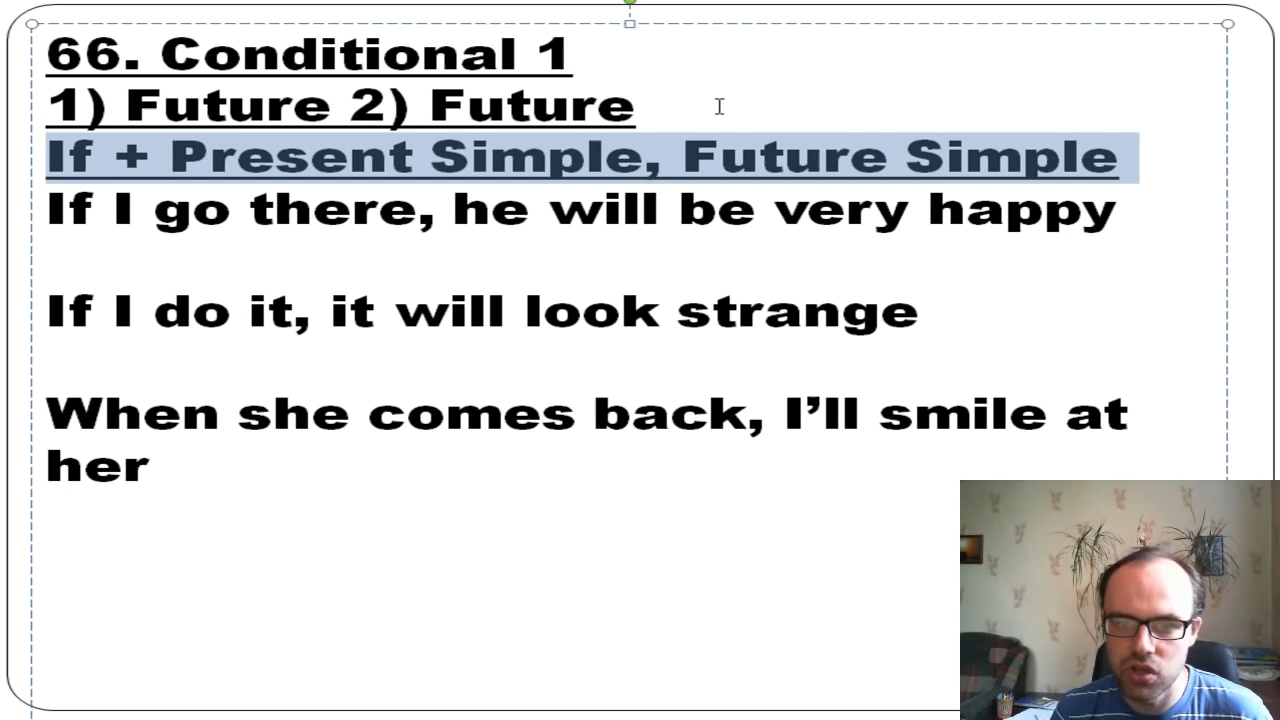 66. Conditional 1
1) Future 2) Future
If + Present Simple, Future Simple
If I go there, he will be very happy
If I do it, it will look strange
When she comes back, I’ll smile at
her